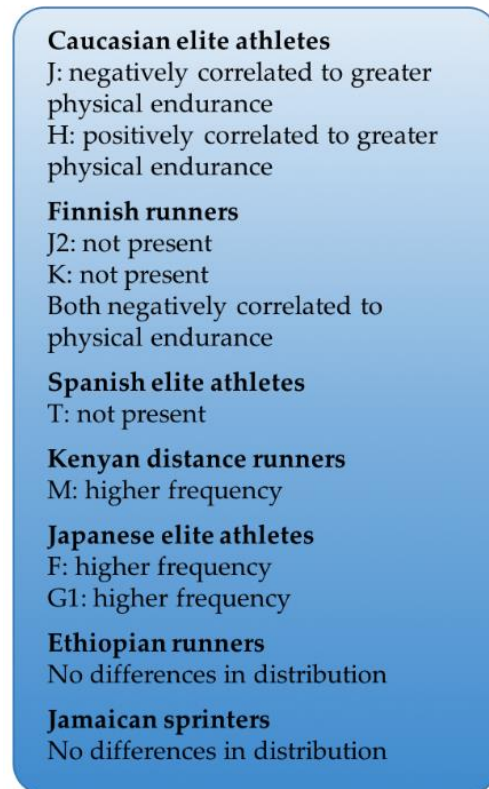 Caucasian elite athletes
J: negatively correlated to greater
physical endurance
H: positively correlated to greater
physical endurance
Finnish runners
J2: not present
K: not present
Both negatively correlated to
physical endurance
Spanish elite athletes
T: not present
Kenyan distance runners
M: higher frequency
Japanese elite athletes
F: higher frequency
G1: higher frequency
Ethiopian runners
No differences in distribution
Jamaican sprinters
No differences in distribution